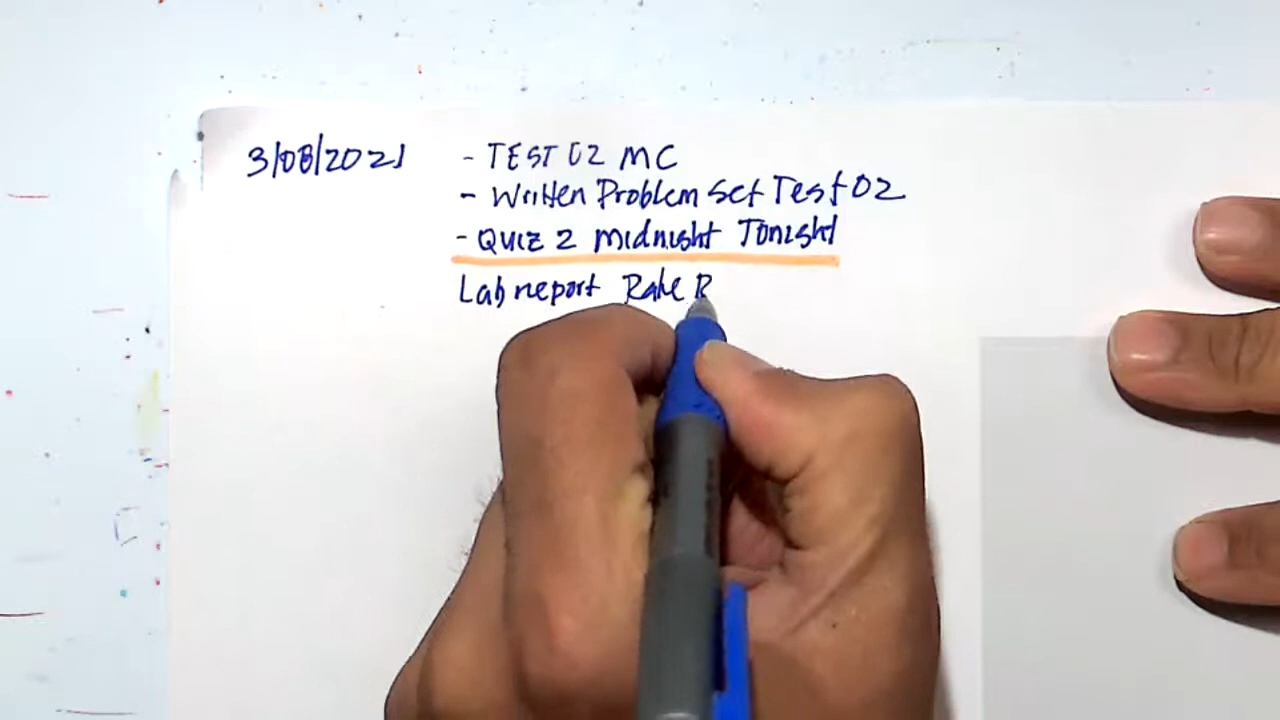 3/08/2021 - TEST 02 MC
- Written Problem Set Test 02
- QUIZ 2 Midnight Tonight
Lab report Rate R